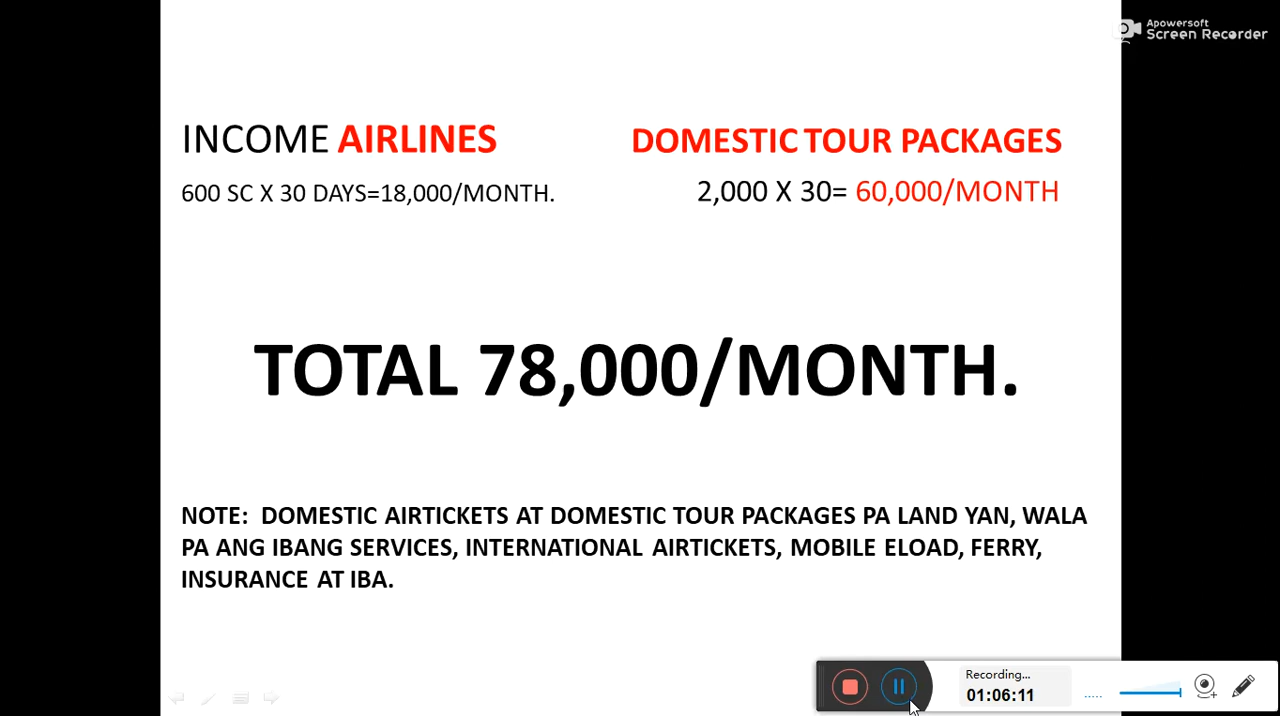 Apowersoft
Screen Recorder
INCOME AIRLINES
600 SC X 30 DAYS=18,000/MONTH.
DOMESTIC TOUR PACKAGES
2,000 X 30= 60,000/MONTH
TOTAL 78,000/MONTH.
NOTE: DOMESTIC AIRTICKETS AT DOMESTIC TOUR PACKAGES PA LAND YAN, WALA
PA ANG IBANG SERVICES, INTERNATIONAL AIRTICKETS, MOBILE ELOAD, FERRY,
INSURANCE AT IBA.
Recording...
01:06:11